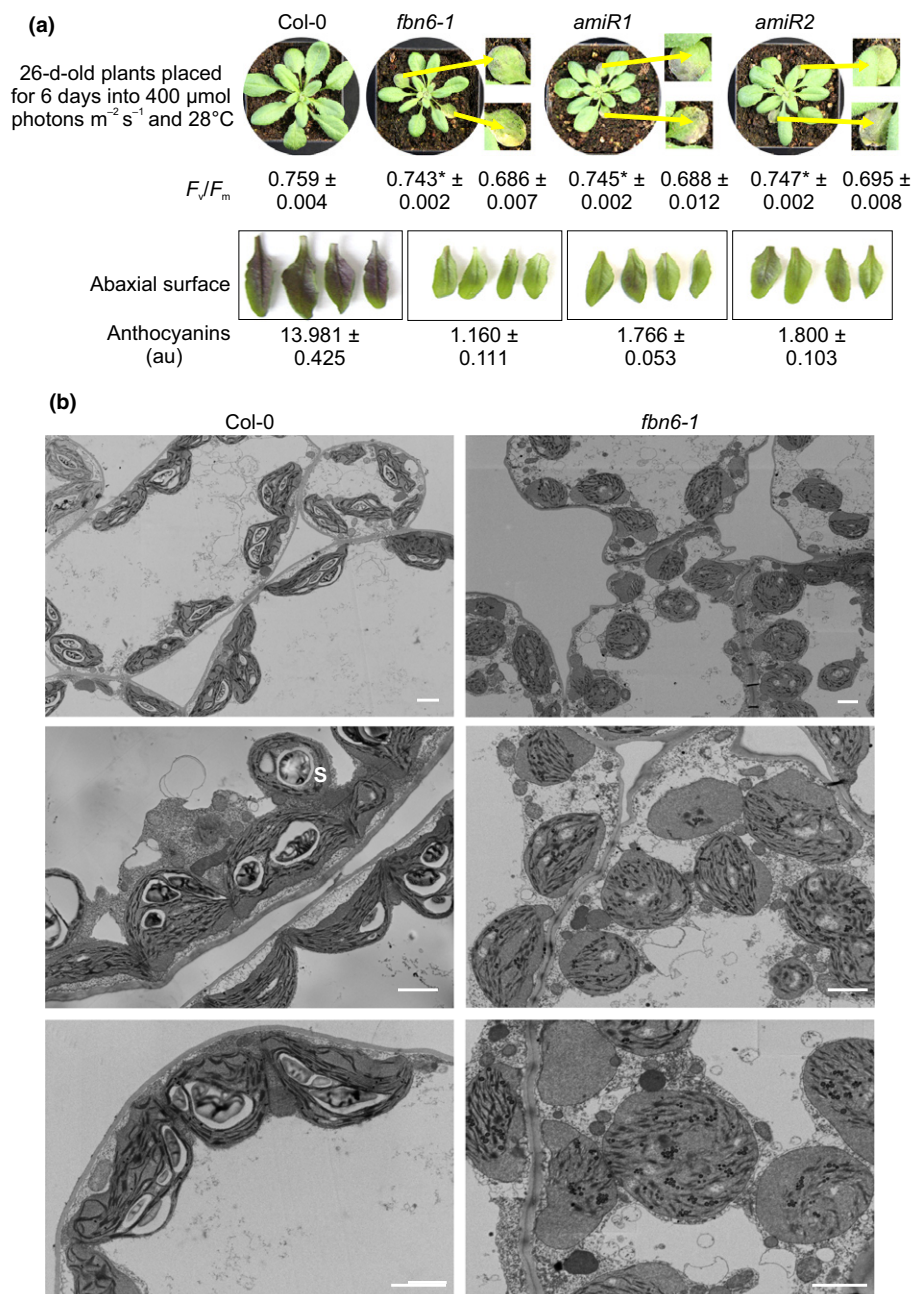 (a)
Col-0 fbn6-1 amiR1 amiR2
26-d-old plants placed
for 6 days into 400 µmol
photons m⁻² s⁻¹ and 28°C
Fv/Fm
0.759 ± 0.743* ± 0.686 ± 0.745* ± 0.688 ± 0.747* ± 0.695 ±
0.004 0.002 0.007 0.002 0.012 0.002 0.008
Abaxial surface
Anthocyanins 13.981 ± 1.160 ± 1.766 ± 1.800 ±
(au) 0.425 0.111 0.053 0.103
(b)
Col-0 fbn6-1
S